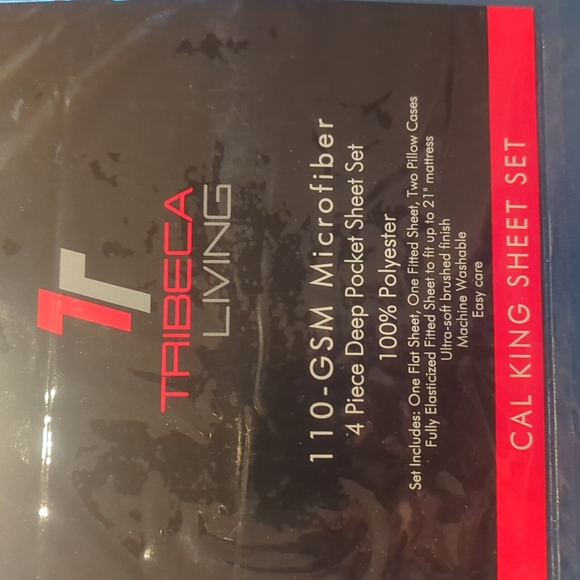 TRIBECA
LIVING
110-GSM Microfiber
4 Piece Deep Pocket Sheet Set
100% Polyester
Set Includes: One Flat Sheet, One Fitted Sheet, Two Pillow Cases
Fully Elasticized Fitted Sheet to fit up to 21" mattress
Ultra-soft brushed finish
Machine Washable
Easy care
CAL KING SHEET SET